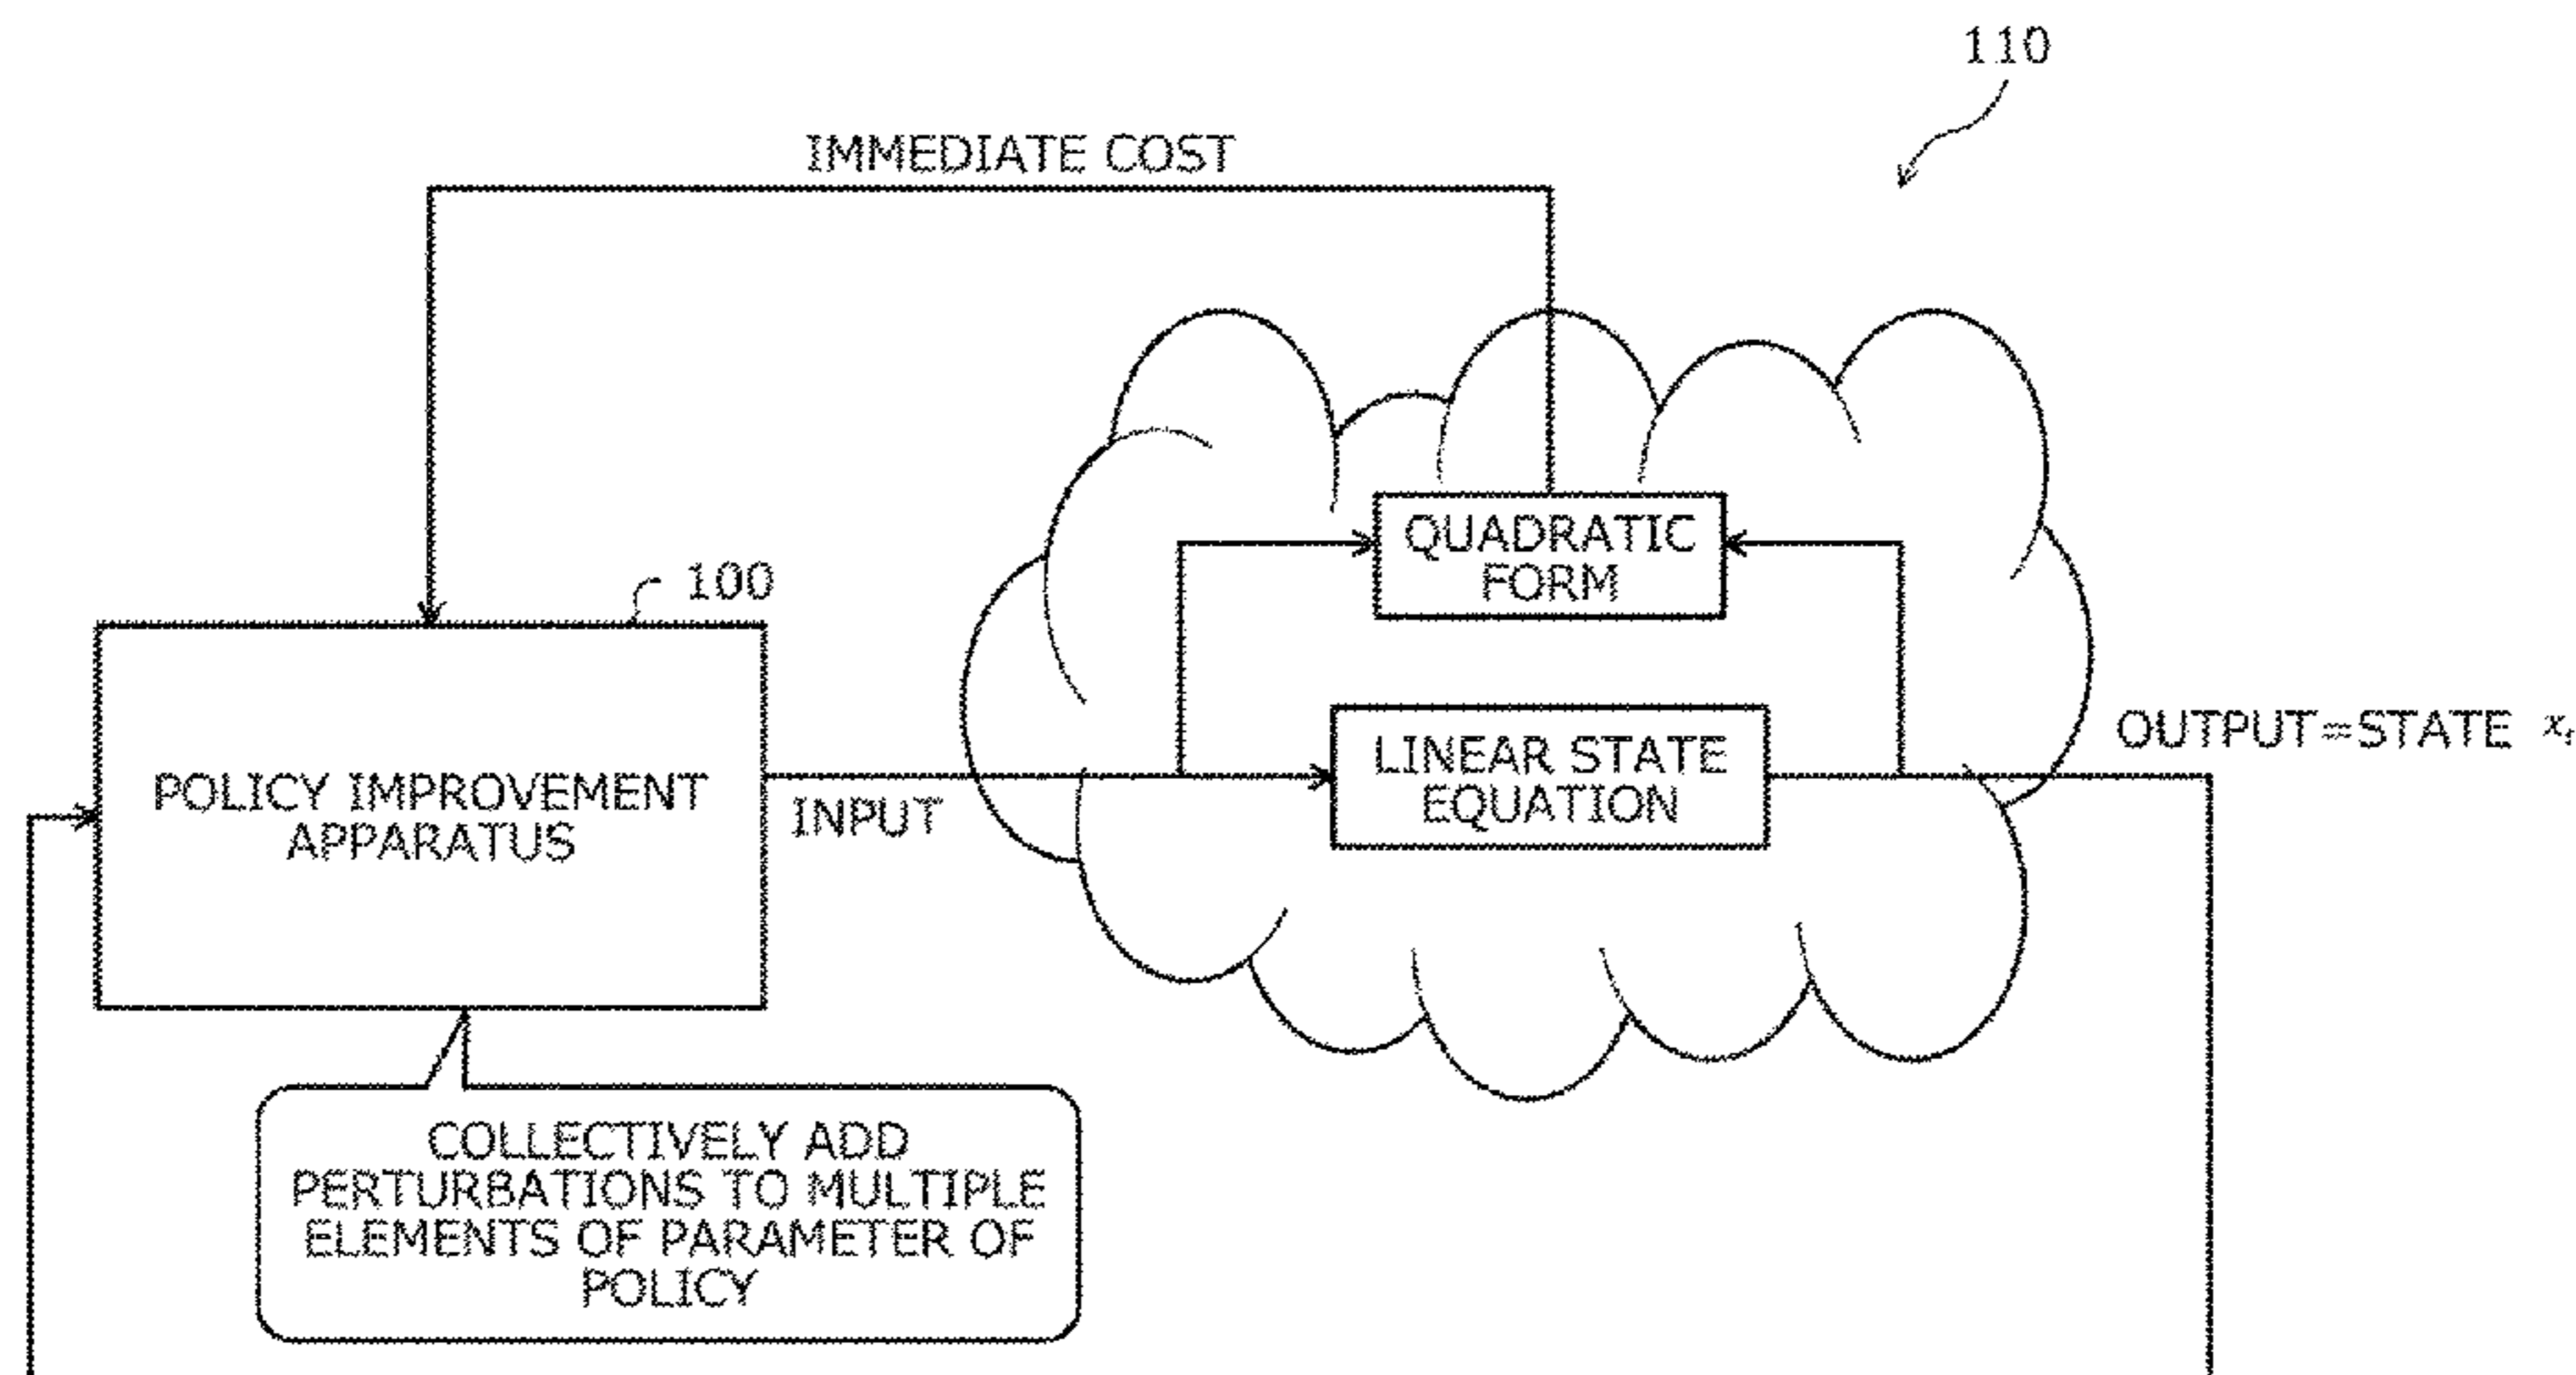 110
IMMEDIATE COST
QUADRATIC
FORM
100
OUTPUT=STATE xₜ
LINEAR STATE
EQUATION
POLICY IMPROVEMENT
APPARATUS
INPUT
COLLECTIVELY ADD
PERTURBATIONS TO MULTIPLE
ELEMENTS OF PARAMETER OF
POLICY